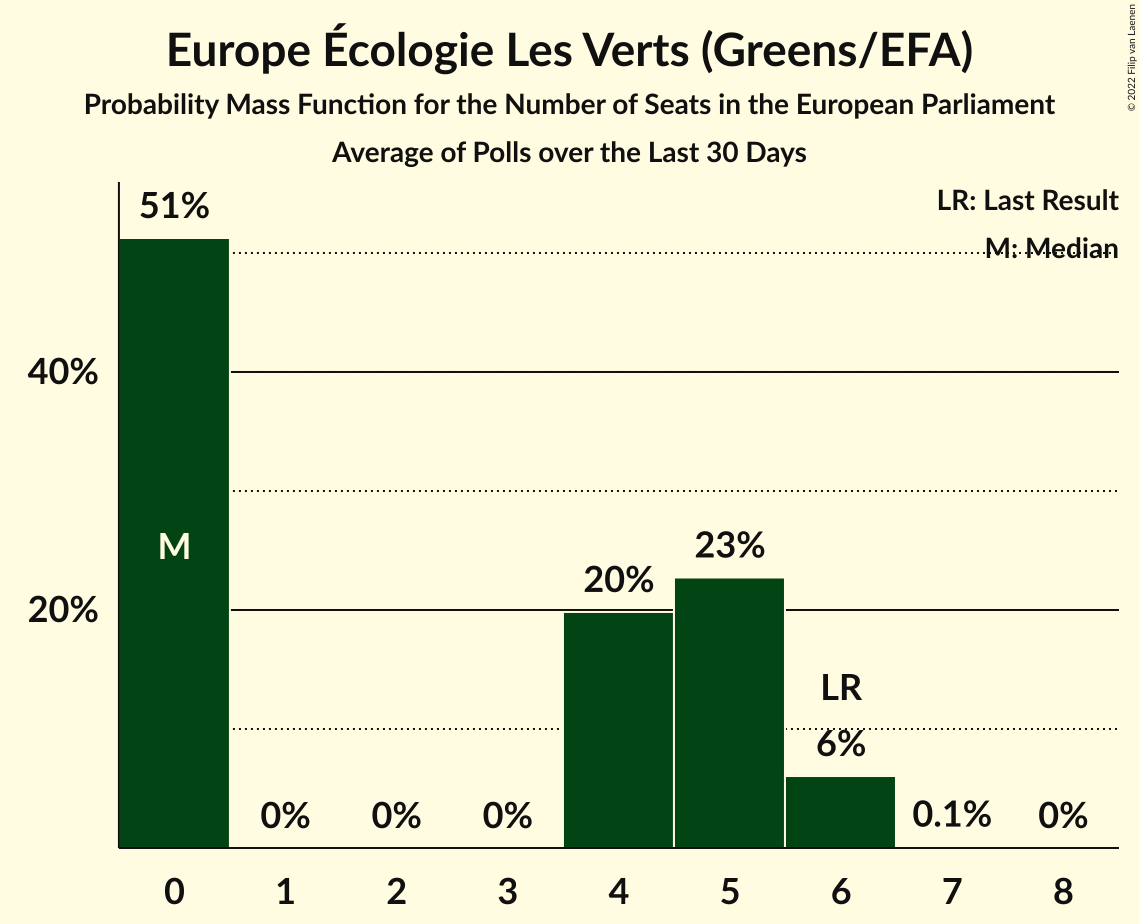 Europe Écologie Les Verts (Greens/EFA)
Probability Mass Function for the Number of Seats in the European Parliament
Average of Polls over the Last 30 Days
© 2022 Filip van Laenen
LR: Last Result
M: Median
51%
40%
M
23%
20%
20%
LR
6%
0%
0%
0%
0.1%
0%
0
1
2
3
4
5
6
7
8